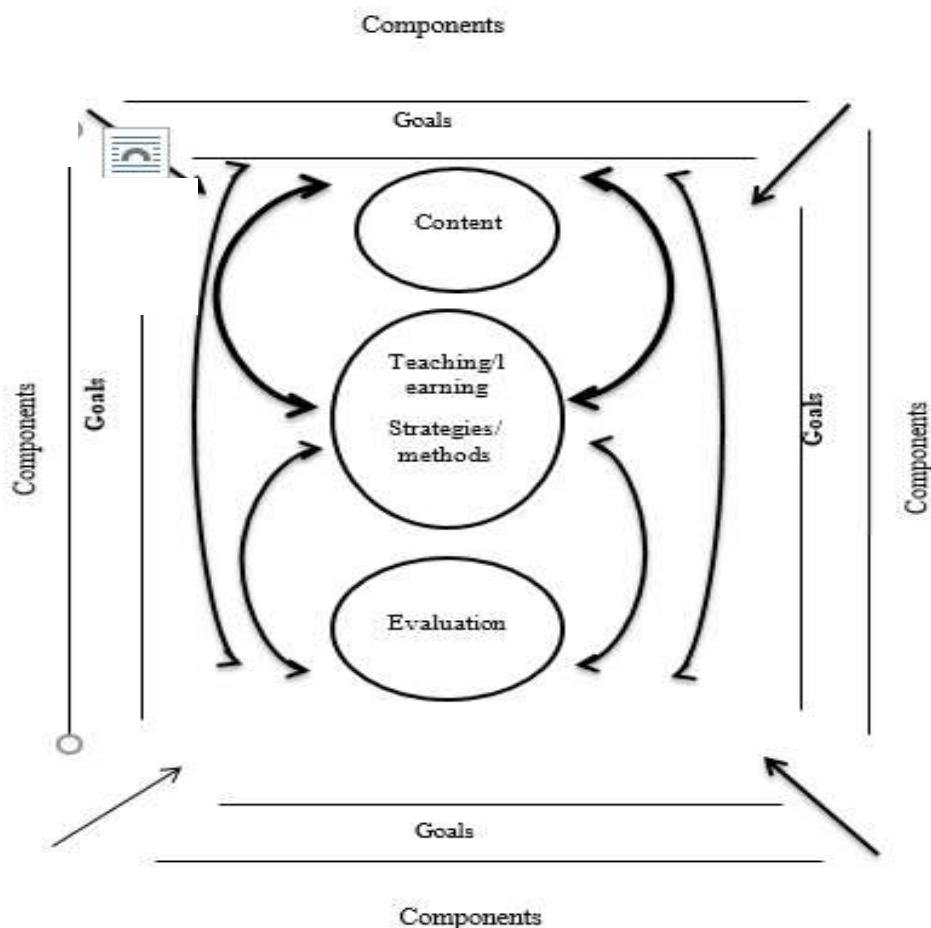 Components
Goals
Content
Teaching/l
earning
Strategies/
methods
Components
Goals
Goals
Components
Evaluation
Goals
Components